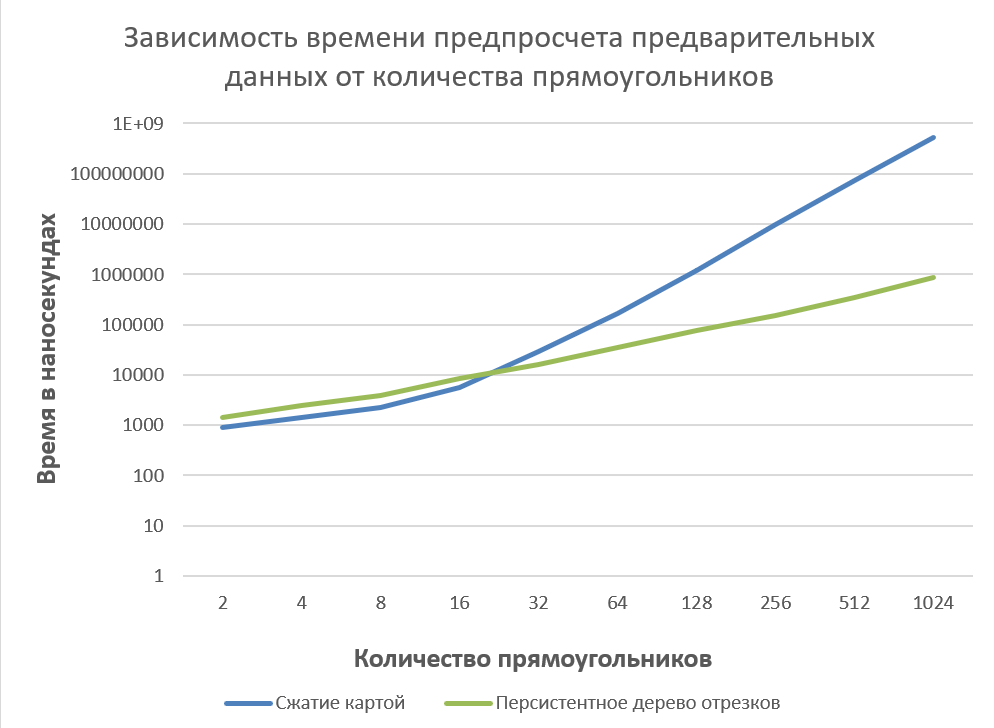 Зависимость времени предпросчета предварительных
данных от количества прямоугольников
1E+09
100000000
10000000
1000000
100000
10000
1000
100
10
1
Время в наносекундах
2 4 8 16 32 64 128 256 512 1024
Количество прямоугольников
Сжатие картой Персистентное дерево отрезков